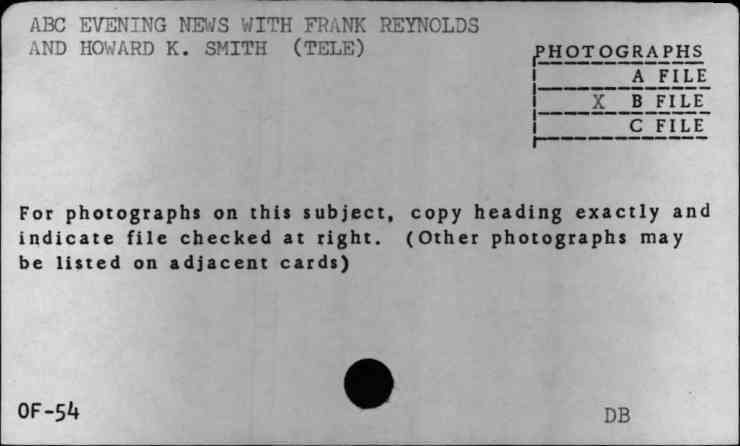 ABC EVENING NEWS WITH FRANK REYNOLDS
AND HOWARD K. SMITH (TELE)
PHOTOGRAPHS
A FILE
X B FILE
C FILE
For photographs on this subject, copy heading exactly and
indicate file checked at right. (Other photographs may
be listed on adjacent cards)
OF-54
DB